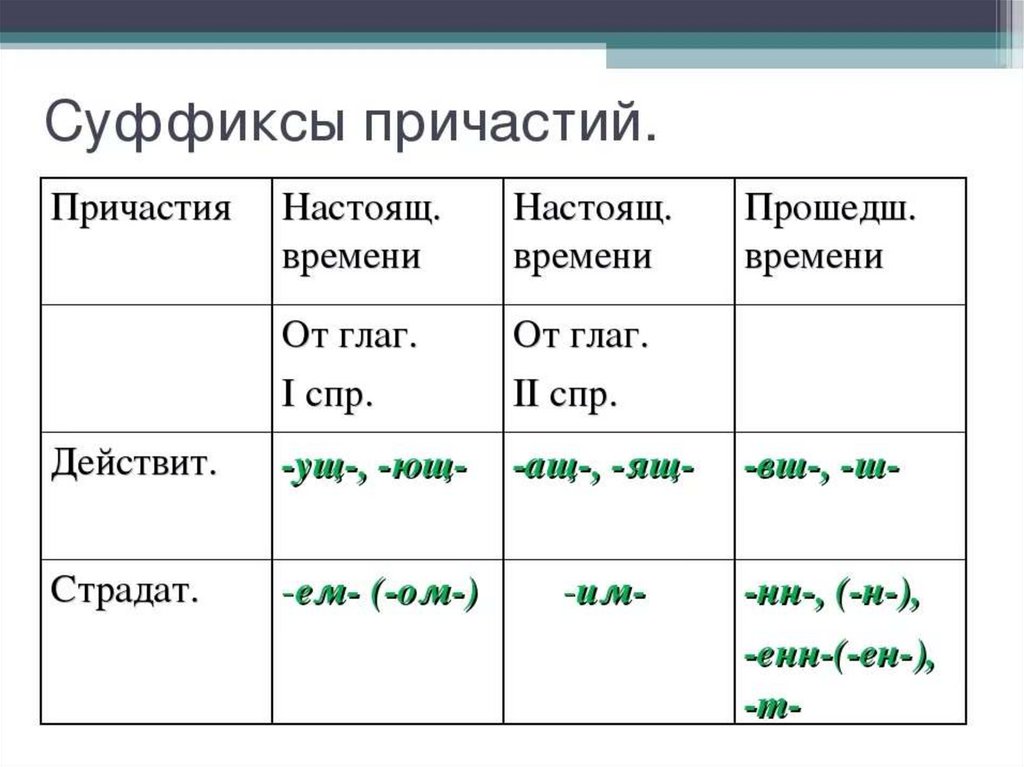 Суффиксы причастий.
Причастия
Настоящ.
времени
Настоящ.
времени
Прошедш.
времени
От глаг.
I спр.
От глаг.
II спр.
Действит.
-ущ-, -ющ-
-ащ-, -ящ-
-вш-, -ш-
Страдат.
-ем- (-ом-)
-им-
-нн-, (-н-),
-енн-(-ен-),
-т-